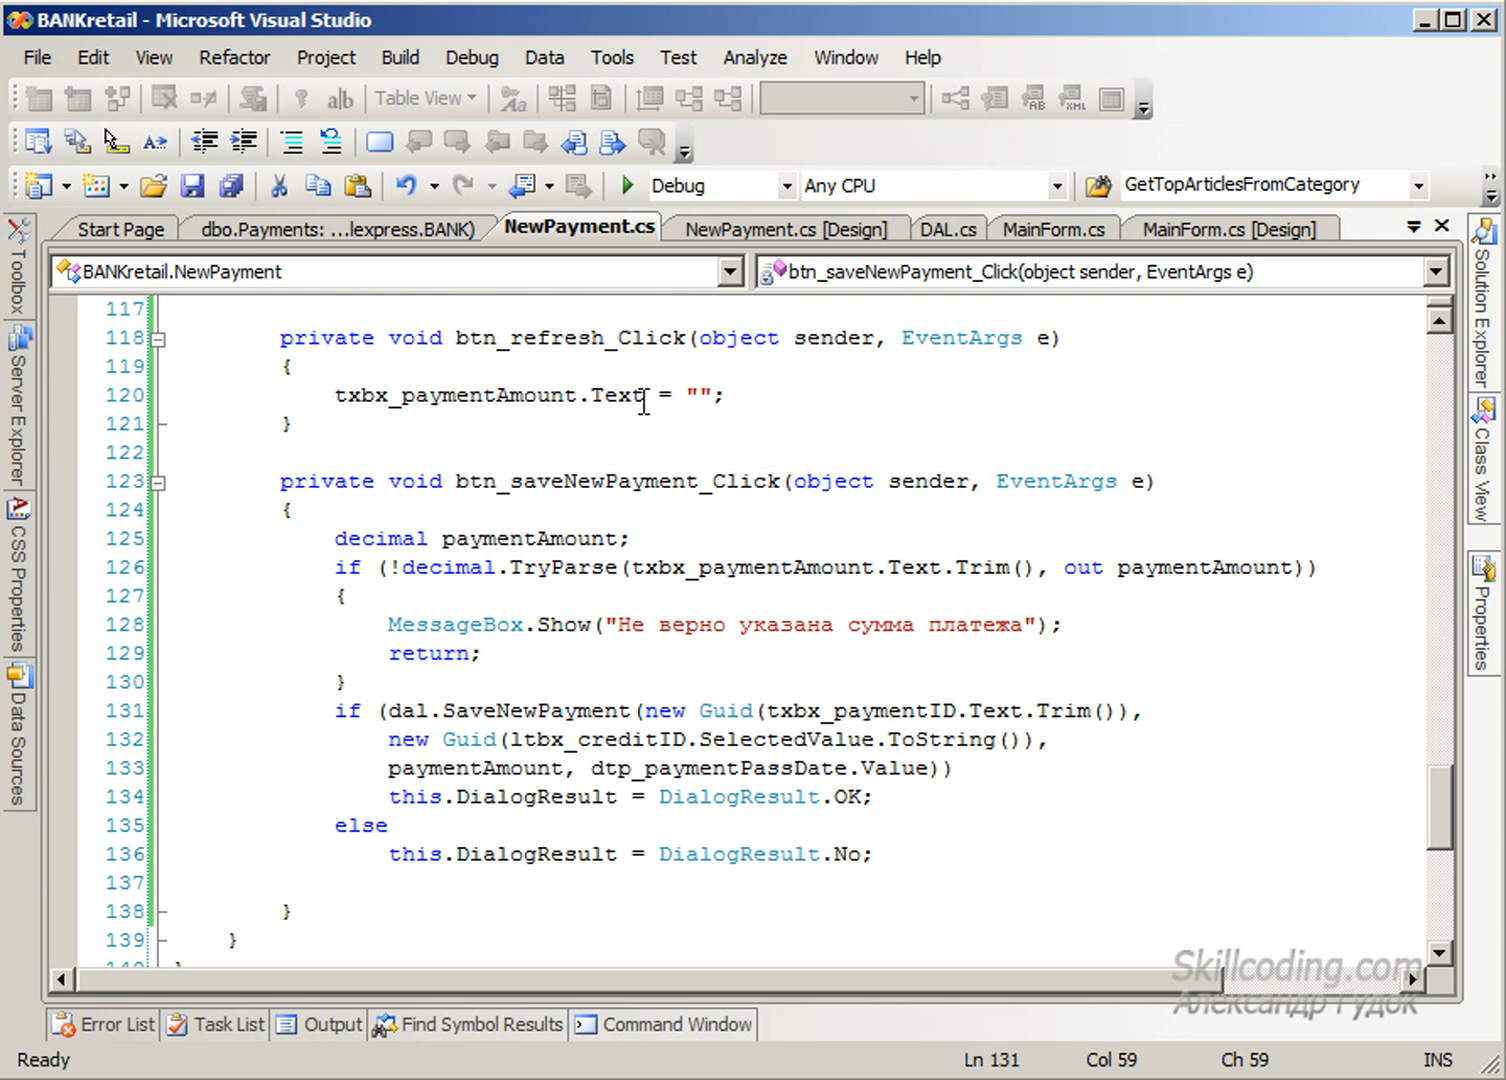 BANKretail - Microsoft Visual Studio
File Edit View Refactor Project Build Debug Data Tools Test Analyze Window Help
Table View
Debug Any CPU GetTopArticlesFromCategory
Start Page dbo.Payments: ...lexpress.BANK) NewPayment.cs NewPayment.cs [Design] DAL.cs MainForm.cs MainForm.cs [Design]
BANKretail.NewPayment btn_saveNewPayment_Click(object sender, EventArgs e)
Toolbox
Server Explorer
CSS Properties
Data Sources
117
118 private void btn_refresh_Click(object sender, EventArgs e)
119 {
120 txbx_paymentAmount.Text = "";
121 }
122
123 private void btn_saveNewPayment_Click(object sender, EventArgs e)
124 {
125 decimal paymentAmount;
126 if (!decimal.TryParse(txbx_paymentAmount.Text.Trim(), out paymentAmount))
127 {
128 MessageBox.Show("Не верно указана сумма платежа");
129 return;
130 }
131 if (dal.SaveNewPayment(new Guid(txbx_paymentID.Text.Trim()),
132 new Guid(ltbx_creditID.SelectedValue.ToString()),
133 paymentAmount, dtp_paymentPassDate.Value))
134 this.DialogResult = DialogResult.OK;
135 else
136 this.DialogResult = DialogResult.No;
137
138 }
139 }
Solution Explorer
Class View
Properties
Skillcoding.com
Александр Гудок
Error List Task List Output Find Symbol Results Command Window
Ready Ln 131 Col 59 Ch 59 INS